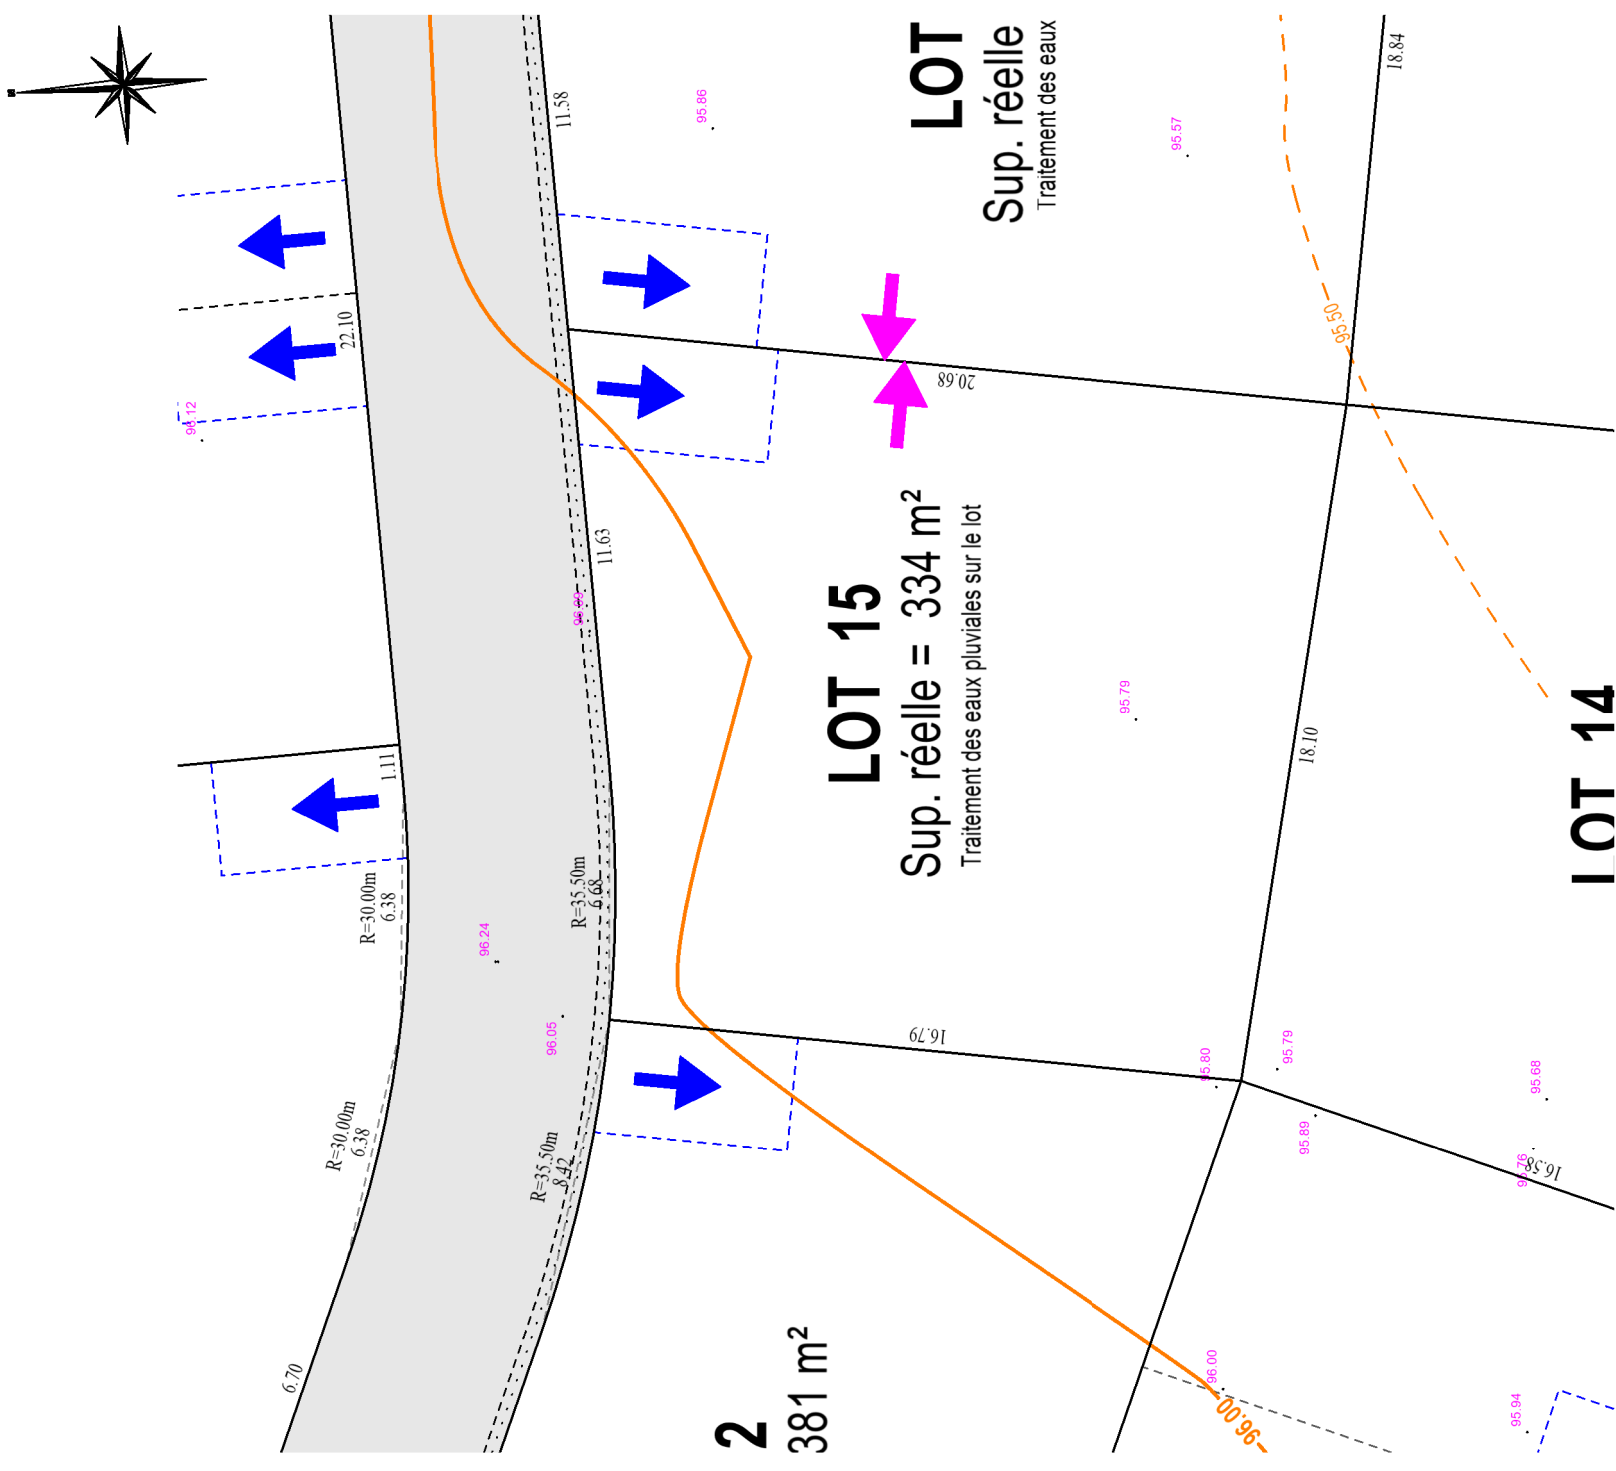 LOT
Sup. réelle
Traitement des eaux
LOT 15
Sup. réelle = 334 m²
Traitement des eaux pluviales sur le lot
LOT 14
2
381 m²
11.58
18.84
22.10
20.68
11.63
18.10
1.11
16.79
16.58
6.70
R=30.00m
6.38
R=35.50m
6.68
R=30.00m
6.38
R=35.50m
8.42
95.86
95.57
96.12
95.79
96.24
96.05
95.80
95.79
95.89
95.68
95.76
96.00
95.94
95.50
96.00